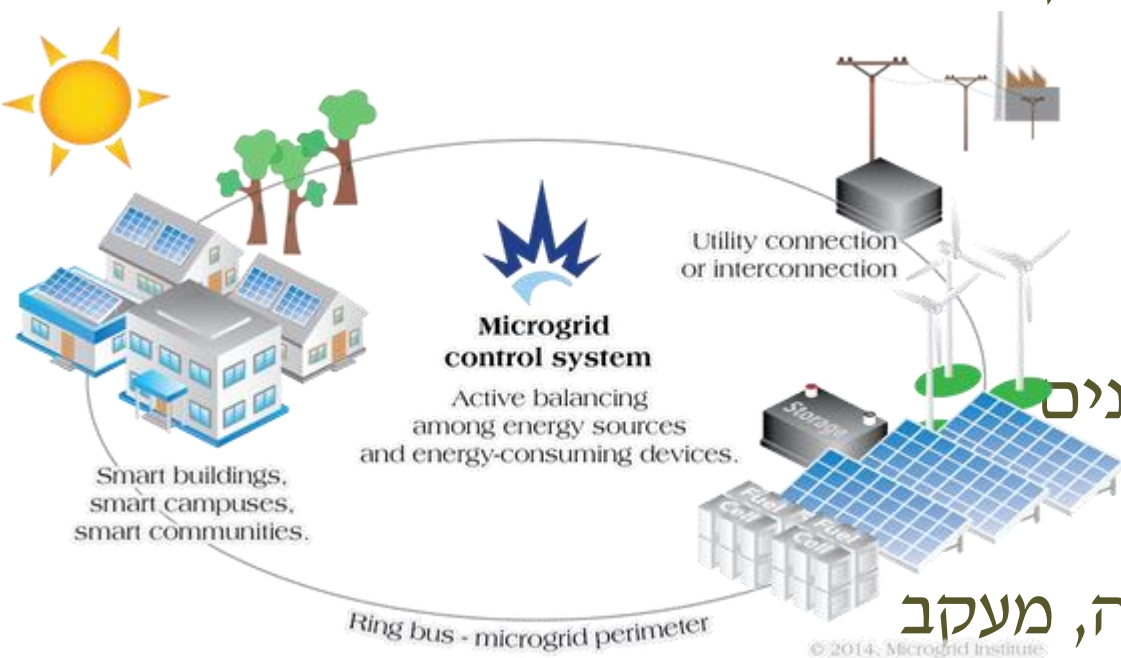 Utility connection
or interconnection
Microgrid
control system
Active balancing
among energy sources
and energy-consuming devices.
Storage
Smart buildings,
smart campuses,
smart communities.
Fuel
Cell
Fuel
Cell
Ring bus - microgrid perimeter
מעקב
© 2014. Microgrid Institute